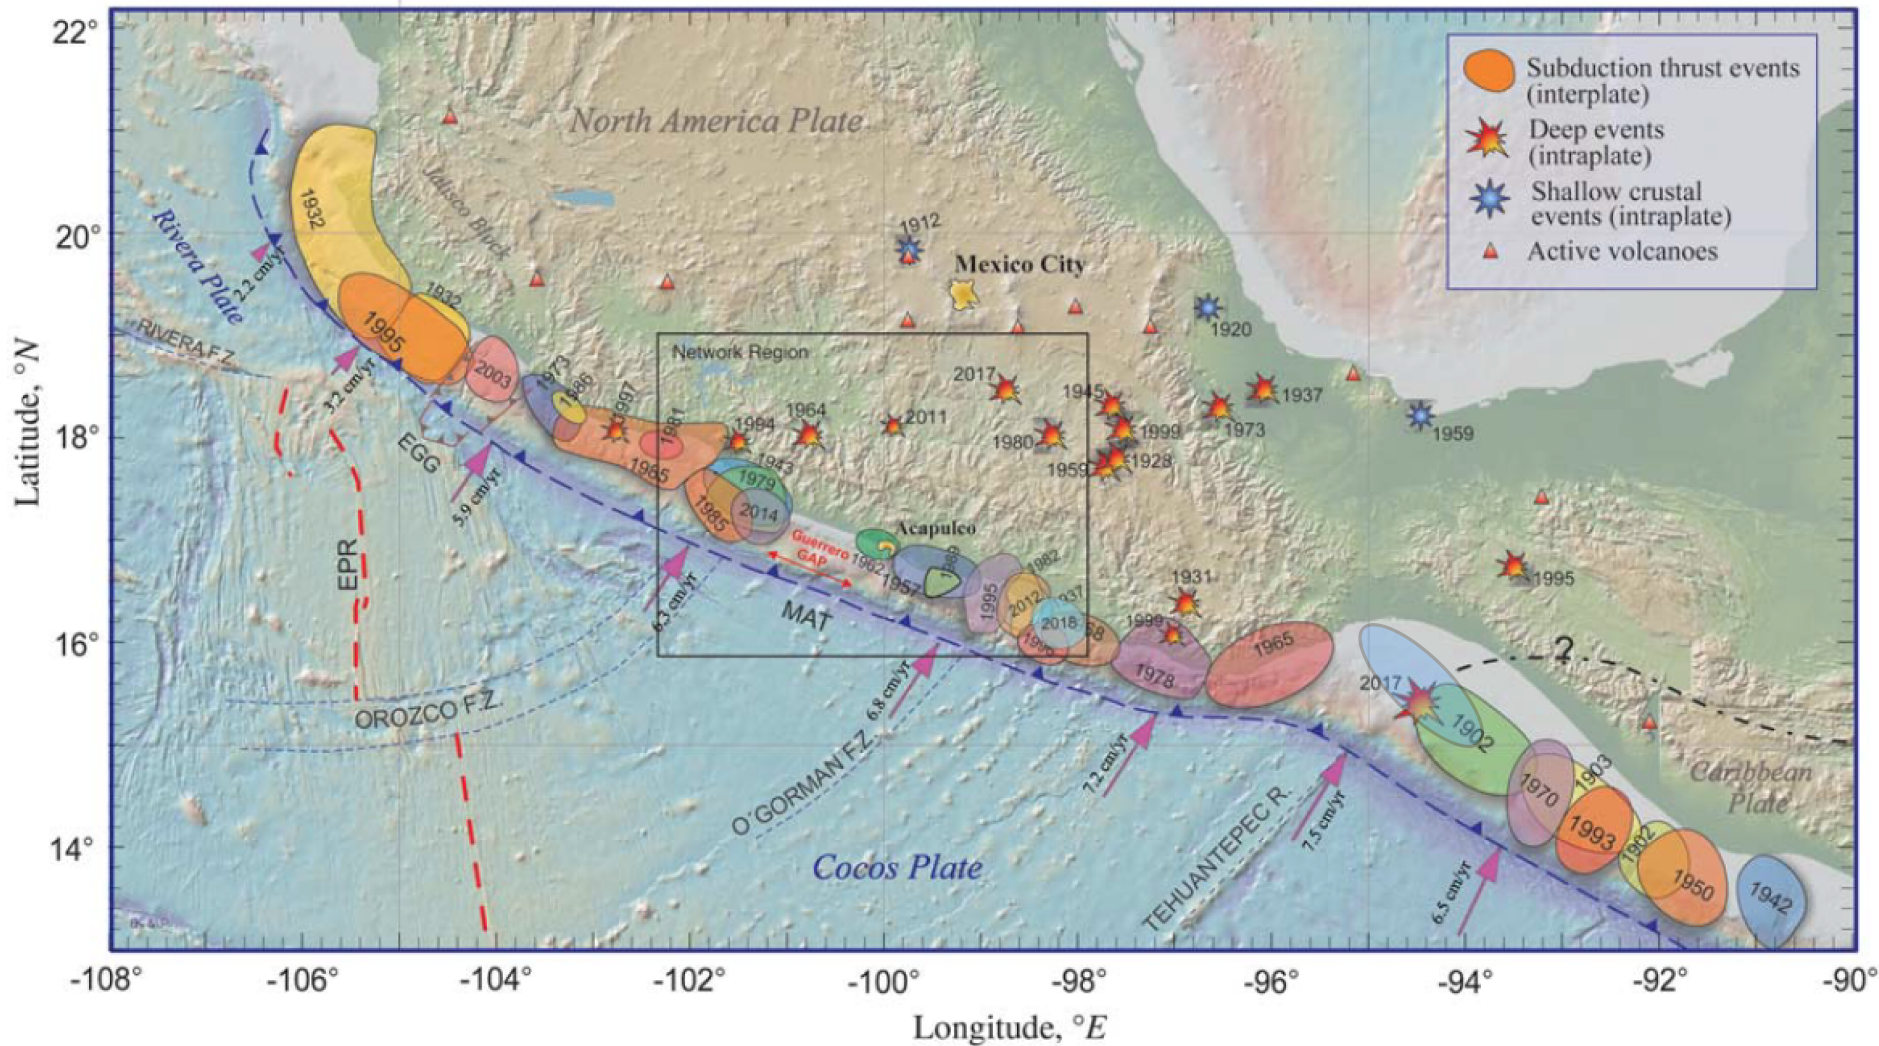 22°
20°
18°
16°
14°
Latitude, °N
-108°
-106°
-104°
-102°
-100°
-98°
-96°
-94°
-92°
-90°
Longitude, °E
Subduction thrust events
(interplate)
Deep events
(intraplate)
Shallow crustal
events (intraplate)
Active volcanoes
North America Plate
Jalisco Block
Rivera Plate
RIVERA F.Z.
2.2 cm/yr
3.2 cm/yr
5.9 cm/yr
6.3 cm/yr
6.8 cm/yr
7.2 cm/yr
7.5 cm/yr
6.5 cm/yr
1932
1932
1995
2003
1973
1986
1997
1981
1985
1994
1943
1979
1985
2014
1964
2011
1912
Mexico City
Network Region
2017
1945
1980
1999
1959
1928
1973
1937
1920
1959
Acapulco
Guerrero
GAP
1962
1957
1989
1995
1982
2012
2018
1931
1999
1978
1965
1995
2017
1902
1970
1903
1993
1902
1950
1942
?
Caribbean
Plate
EGG
EPR
MAT
OROZCO F.Z.
O´GORMAN F.Z.
TEHUANTEPEC R.
Cocos Plate